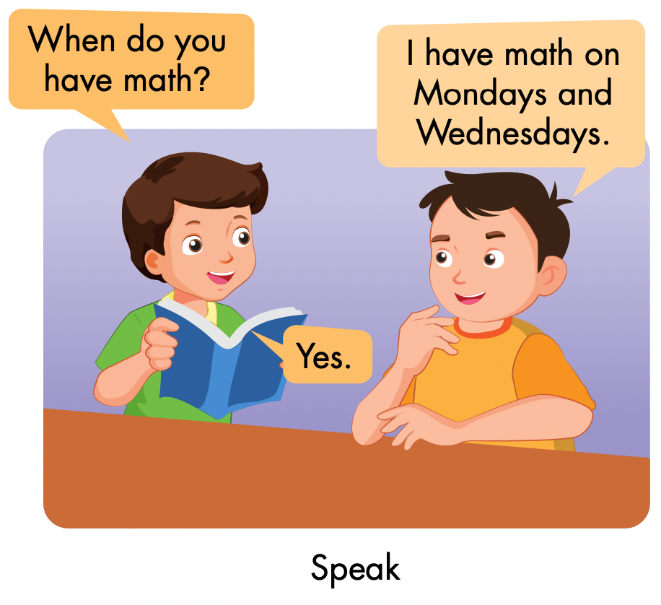 When do you
have math?
I have math on
Mondays and
Wednesdays.
Yes.
Speak